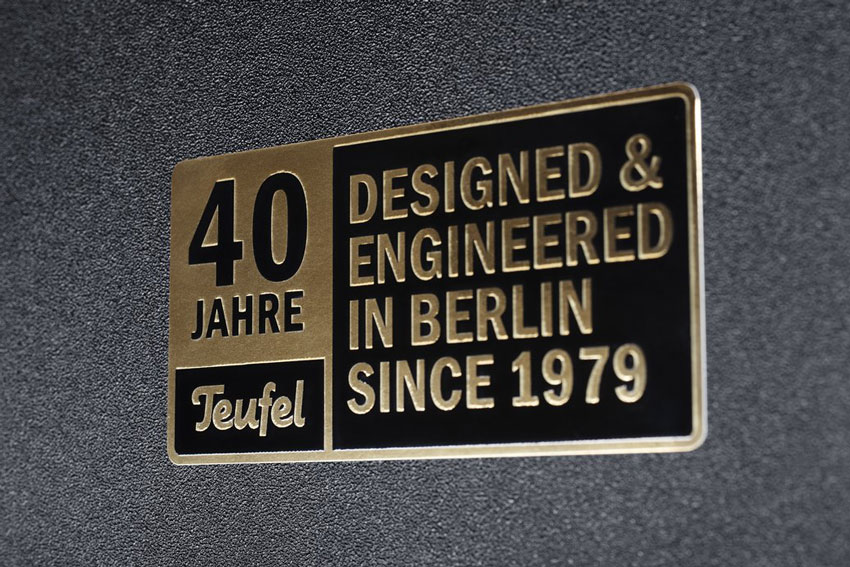 40
JAHRE
Teufel
DESIGNED &
ENGINEERED
IN BERLIN
SINCE 1979